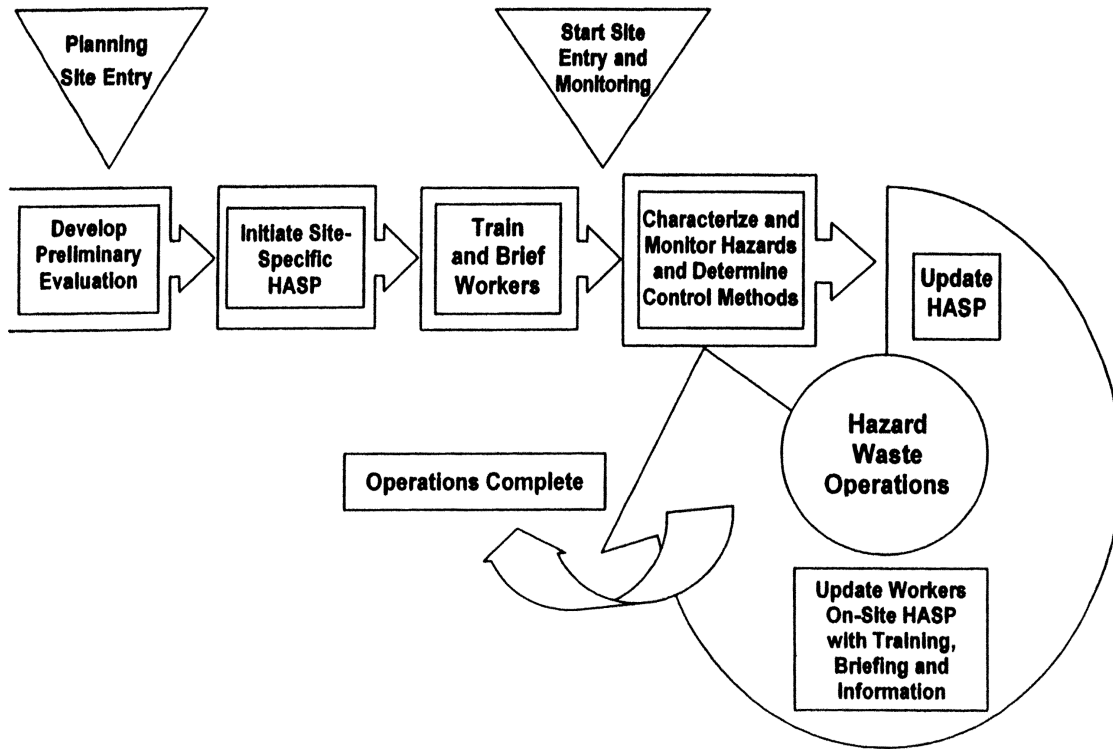 Planning
Site Entry
Start Site
Entry and
Monitoring
Develop
Preliminary
Evaluation
Initiate Site-
Specific
HASP
Train
and Brief
Workers
Characterize and
Monitor Hazards
and Determine
Control Methods
Update
HASP
Hazard
Waste
Operations
Operations Complete
Update Workers
On-Site HASP
with Training,
Briefing and
Information